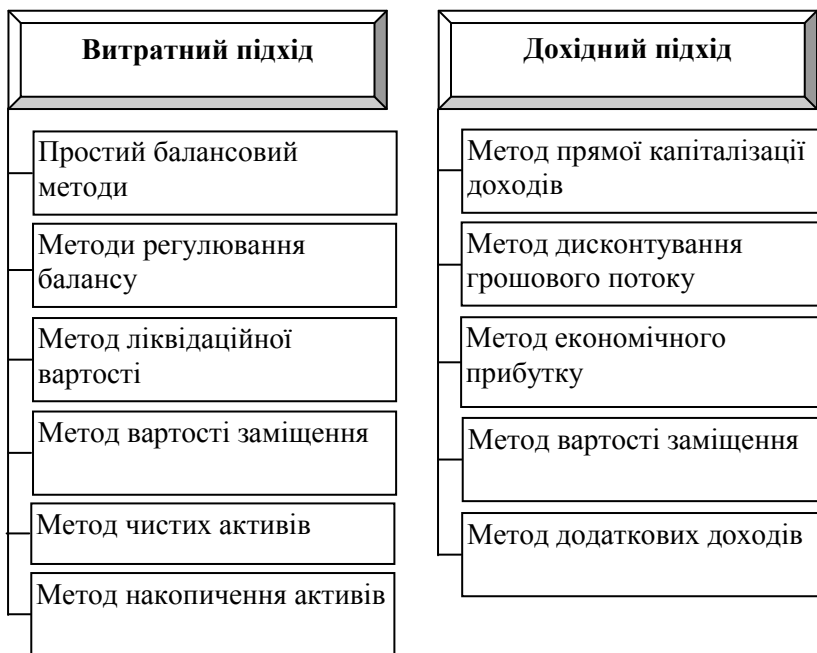 Витратний підхід
Простий балансовий
методи
Методи регулювання
балансу
Метод ліквідаційної
вартості
Метод вартості заміщення
Метод чистих активів
Метод накопичення активів
Дохідний підхід
Метод прямої капіталізації
доходів
Метод дисконтування
грошового потоку
Метод економічного
прибутку
Метод вартості заміщення
Метод додаткових доходів